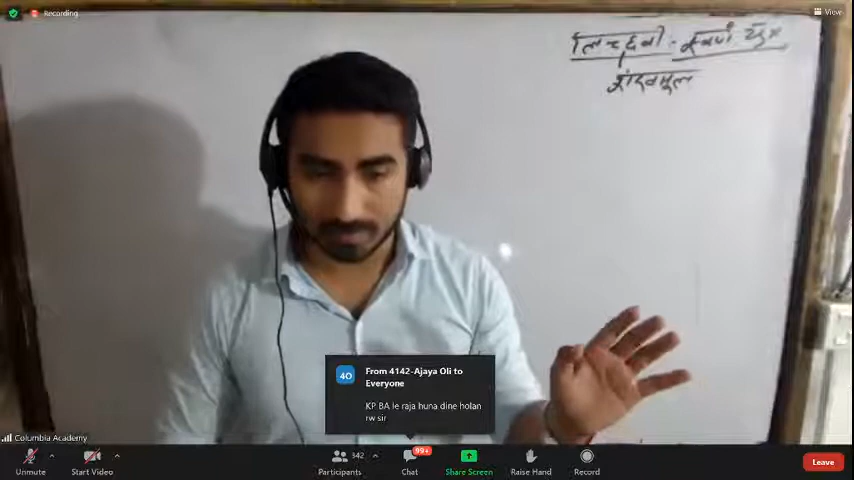 Recording
View
From 4142-Ajaya Oli to
Everyone
4O
KP BA le raja huna dine holan
rw sir
Columbia Academy
Unmute
Start Video
Participants
342
Chat
99+
Share Screen
Raise Hand
Record
Leave